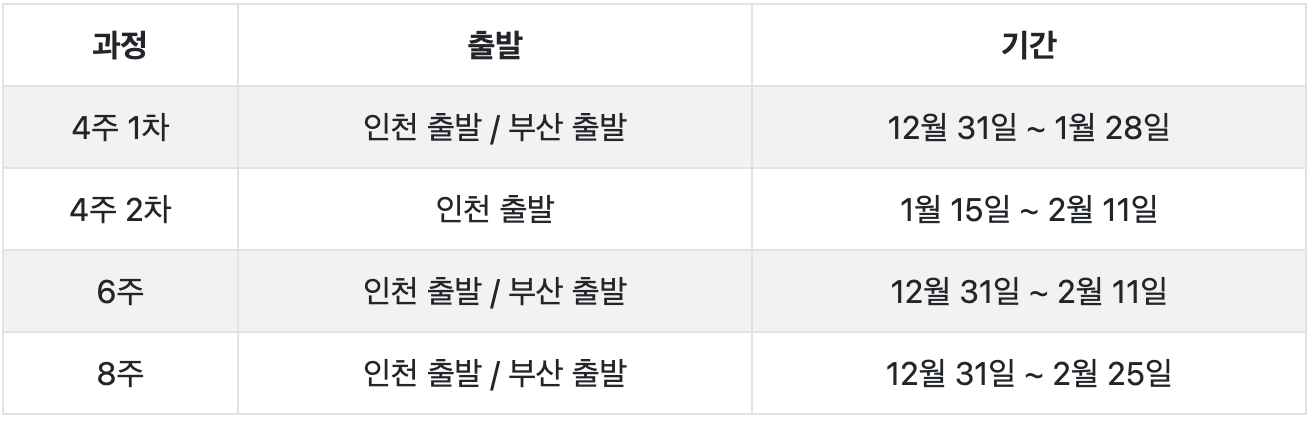 과정 출발 기간
4주 1차 인천 출발 / 부산 출발 12월 31일 ~ 1월 28일
4주 2차 인천 출발 1월 15일 ~ 2월 11일
6주 인천 출발 / 부산 출발 12월 31일 ~ 2월 11일
8주 인천 출발 / 부산 출발 12월 31일 ~ 2월 25일